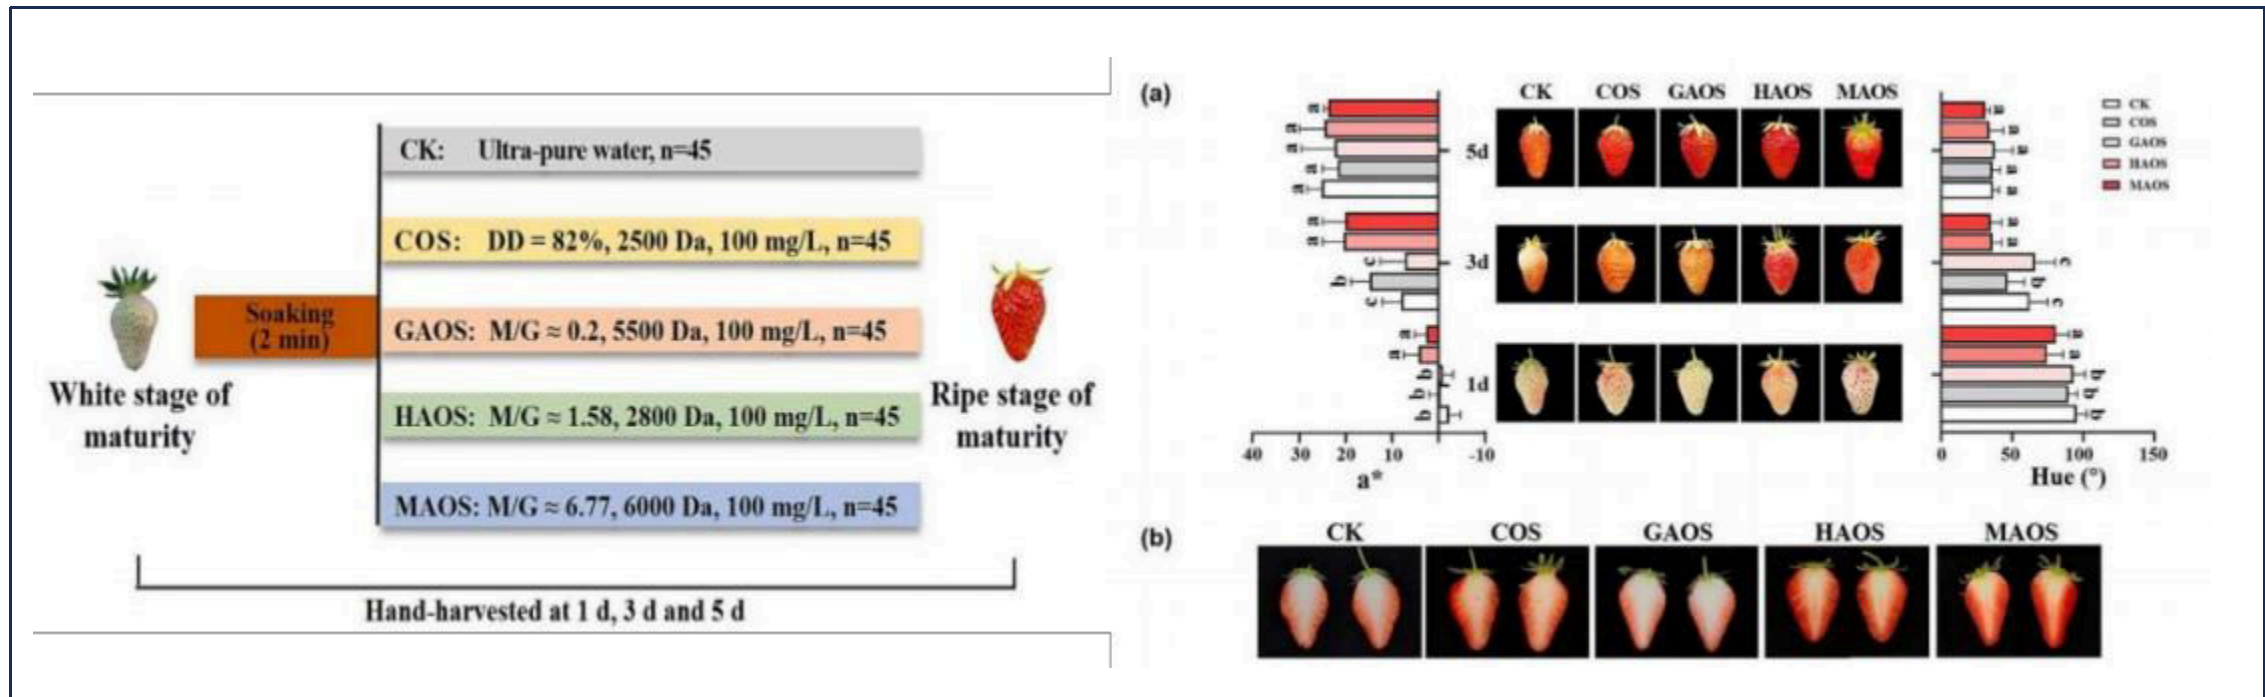 CK: Ultra-pure water, n=45
COS: DD = 82%, 2500 Da, 100 mg/L, n=45
Soaking
(2 min)
GAOS: M/G ≈ 0.2, 5500 Da, 100 mg/L, n=45
HAOS: M/G ≈ 1.58, 2800 Da, 100 mg/L, n=45
MAOS: M/G ≈ 6.77, 6000 Da, 100 mg/L, n=45
White stage of
maturity
Ripe stage of
maturity
Hand-harvested at 1 d, 3 d and 5 d
(a)
a
a
a
a
a
a
a
c
b
c
a
a
b
b
b
40 30 20 10 -10
a*
5d
3d
1d
CK COS GAOS HAOS MAOS
a
a
a
a
a
a
a
c
b
c
a
a
b
b
b
0 50 100 150
Hue (°)
CK
COS
GAOS
HAOS
MAOS
(b)
CK COS GAOS HAOS MAOS